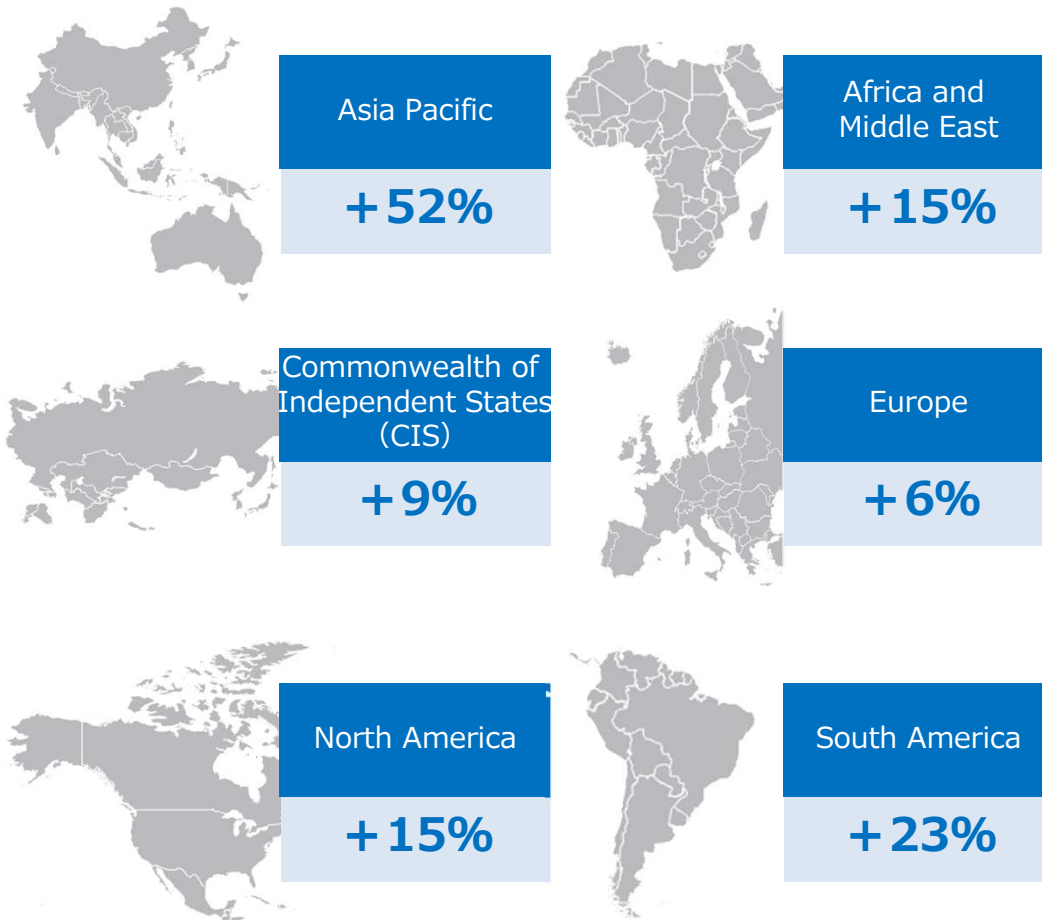 Asia Pacific
+52%
Africa and
Middle East
+15%
Commonwealth of
Independent States
（CIS）
+9%
Europe
+6%
North America
+15%
South America
+23%